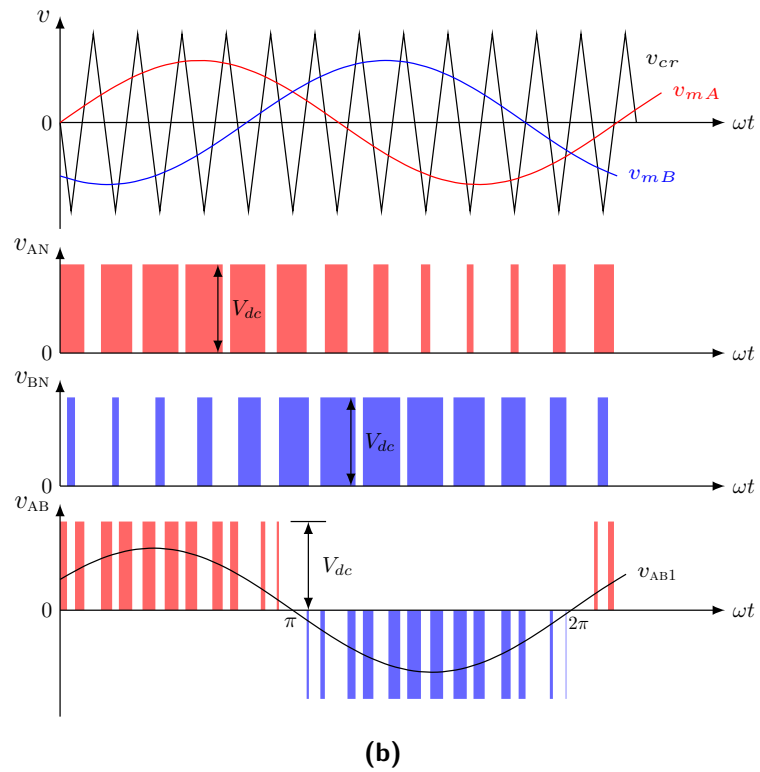 v
v_cr
v_mA
0
ωt
v_mB
v_AN
V_dc
0
ωt
v_BN
V_dc
0
ωt
v_AB
V_dc
v_AB1
0
ωt
π
2π
(b)